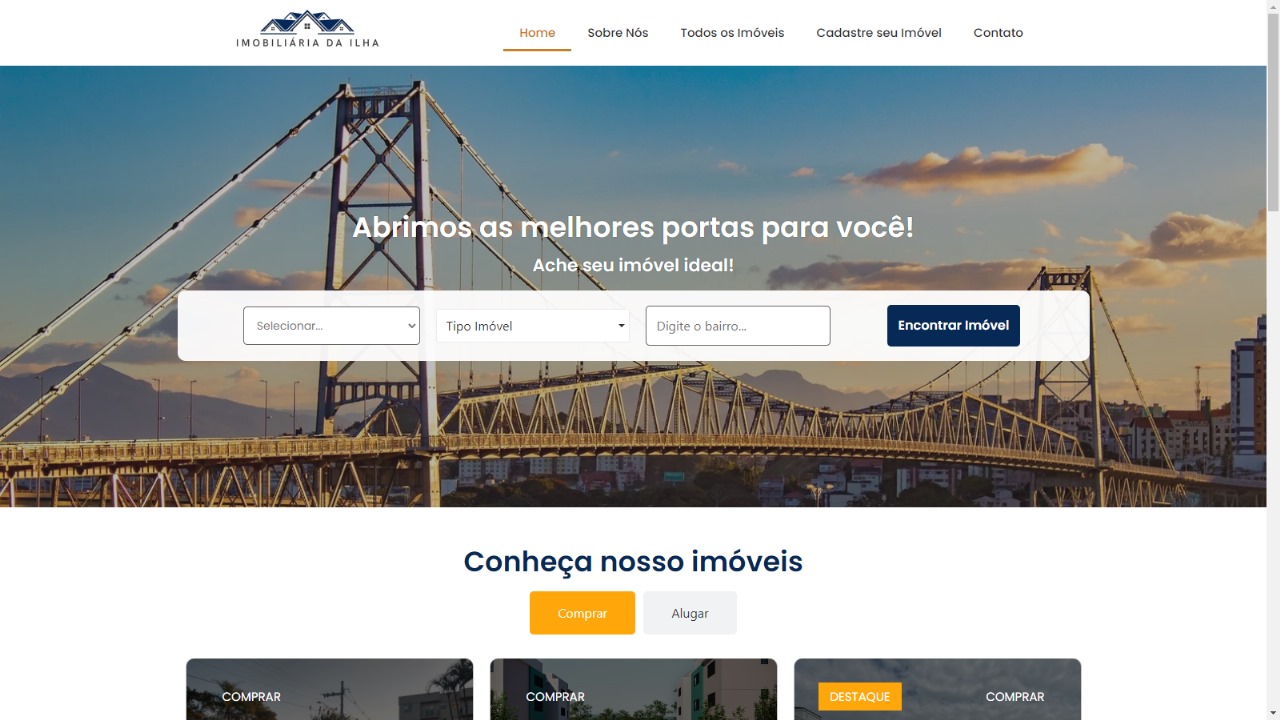 IMOBILIÁRIA DA ILHA
Home Sobre Nós Todos os Imóveis Cadastre seu Imóvel Contato
Abrimos as melhores portas para você!
Ache seu imóvel ideal!
Selecionar... Tipo Imóvel Digite o bairro... Encontrar Imóvel
Conheça nosso imóveis
Comprar Alugar
COMPRAR COMPRAR DESTAQUE COMPRAR